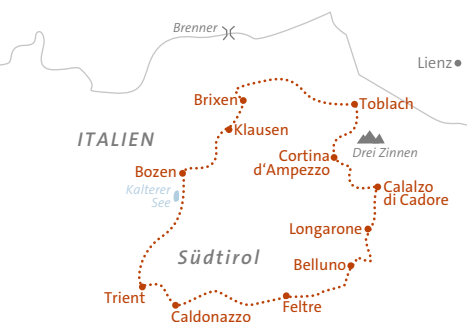 Brenner
Lienz
Brixen
Toblach
Klausen
ITALIEN
Drei Zinnen
Cortina
d‘Ampezzo
Bozen
Kalterer
See
Calalzo
di Cadore
Longarone
Südtirol
Belluno
Trient
Feltre
Caldonazzo